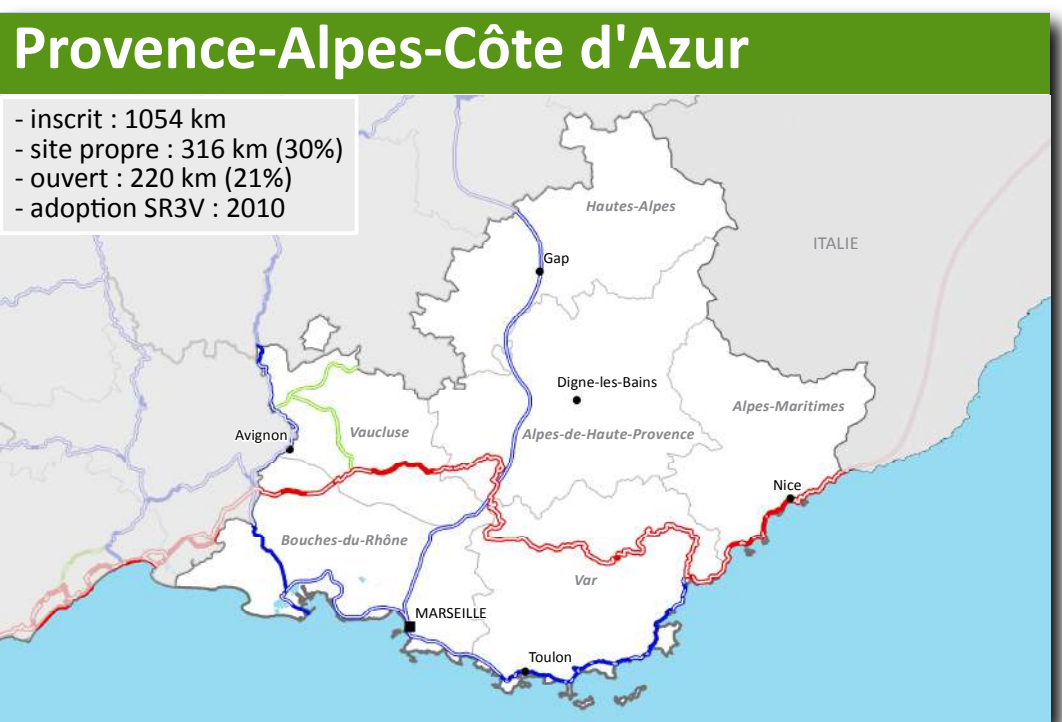 Provence-Alpes-Côte d'Azur
- inscrit : 1054 km
- site propre : 316 km (30%)
- ouvert : 220 km (21%)
- adoption SR3V : 2010
Hautes-Alpes
ITALIE
Gap
Digne-les-Bains
Alpes-Maritimes
Avignon
Vaucluse
Alpes-de-Haute-Provence
Nice
Bouches-du-Rhône
Var
MARSEILLE
Toulon